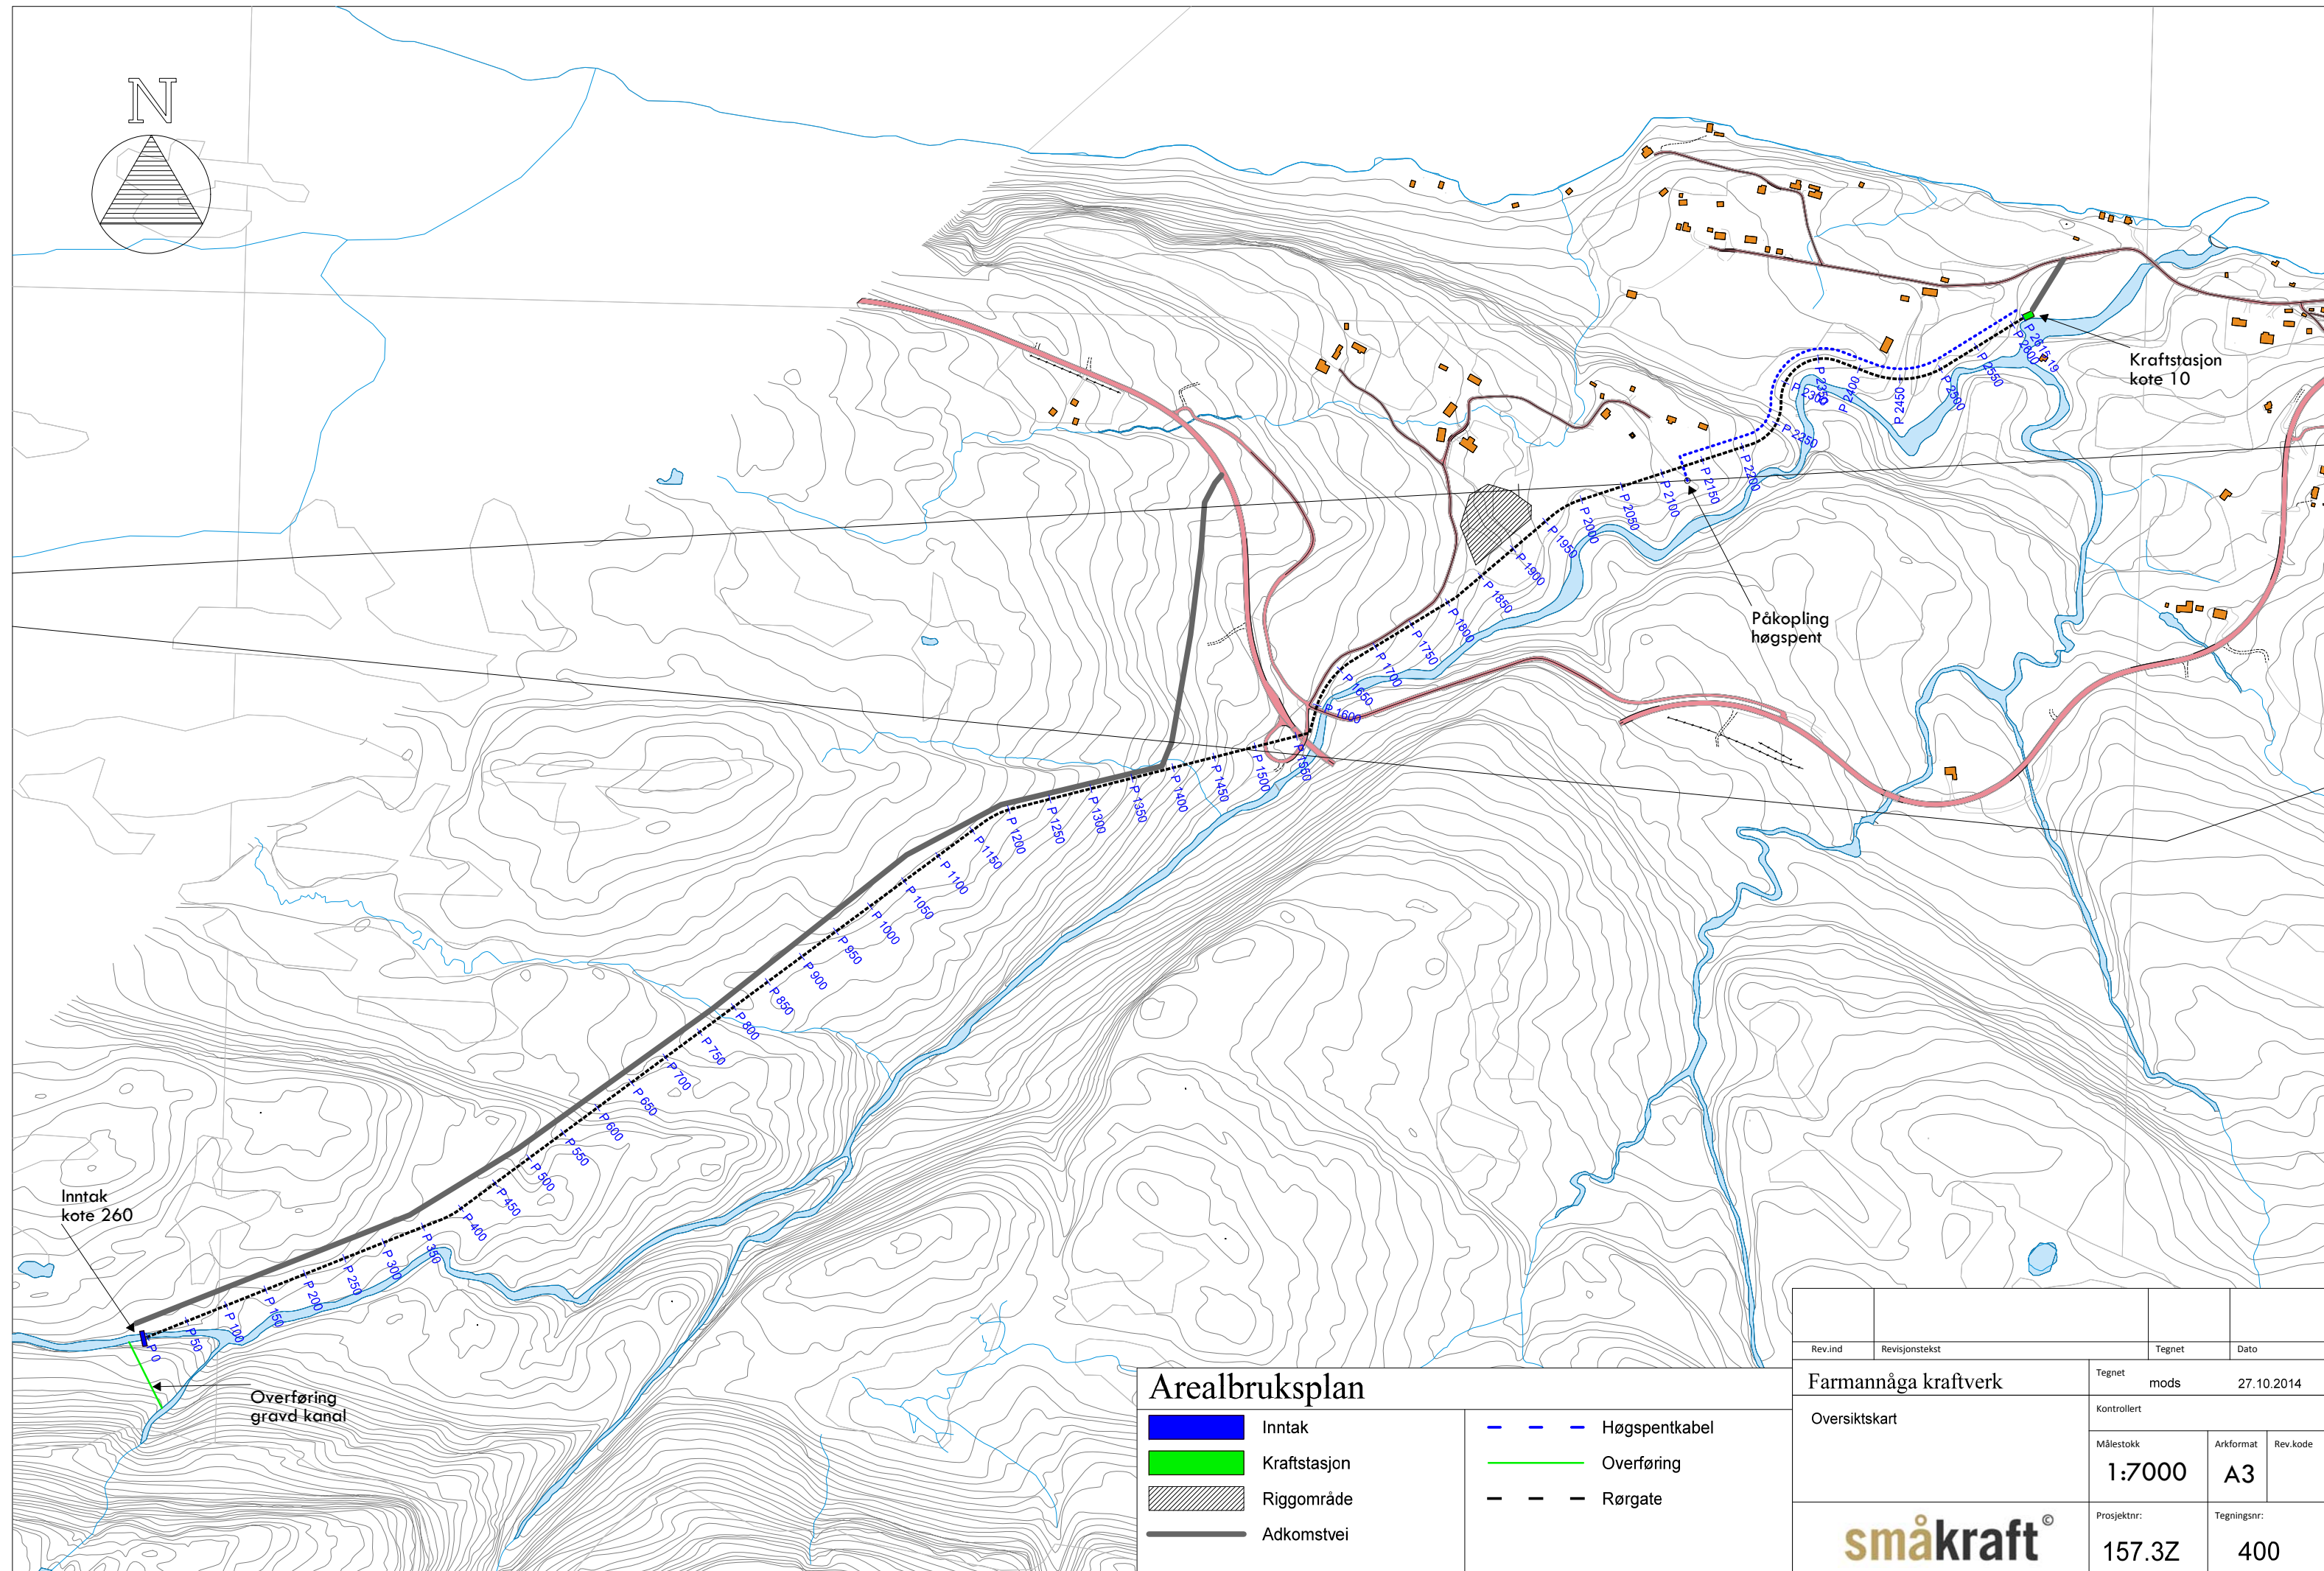 N
Inntak
kote 260
Overføring
gravd kanal
Kraftstasjon
kote 10
Påkopling
høgspent
P 0
P 50
P 100
P 150
P 200
P 250
P 300
P 350
P 400
P 450
P 500
P 550
P 600
P 650
P 700
P 750
P 800
P 850
P 900
P 950
P 1000
P 1050
P 1100
P 1150
P 1200
P 1250
P 1300
P 1350
P 1400
P 1450
P 1500
P 1550
P 1600
P 1650
P 1700
P 1750
P 1800
P 1850
P 1900
P 1950
P 2000
P 2050
P 2100
P 2150
P 2200
P 2250
P 2300
P 2350
P 2400
P 2450
P 2500
P 2550
P 2600
P 2615.19
Arealbruksplan
Inntak
Kraftstasjon
Riggområde
Adkomstvei
Høgspentkabel
Overføring
Rørgate
Rev.ind Revisjonstekst Tegnet Dato
Farmannåga kraftverk
Tegnet
mods 27.10.2014
Oversiktskart
Kontrollert
Målestokk Arkformat Rev.kode
1:7000 A3
småkraft©
Prosjektnr: Tegningsnr:
157.3Z 400